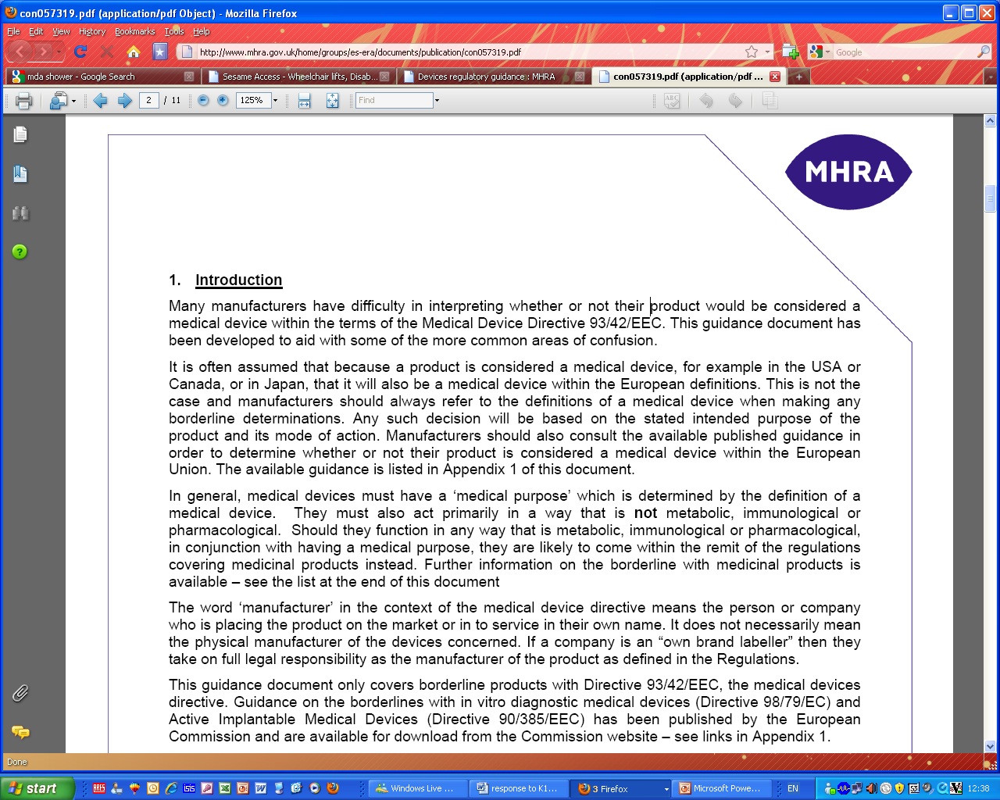 con057319.pdf (application/pdf Object) - Mozilla Firefox
File Edit View History Bookmarks Tools Help
http://www.mhra.gov.uk/home/groups/es-era/documents/publication/con057319.pdf
Google
mda shower - Google Search
Sesame Access - Wheelchair lifts, Disab...
Devices regulatory guidance : MHRA
con057319.pdf (application/pdf ...
2 / 11
125%
Find
MHRA
1. Introduction
Many manufacturers have difficulty in interpreting whether or not their product would be considered a
medical device within the terms of the Medical Device Directive 93/42/EEC. This guidance document has
been developed to aid with some of the more common areas of confusion.
It is often assumed that because a product is considered a medical device, for example in the USA or
Canada, or in Japan, that it will also be a medical device within the European definitions. This is not the
case and manufacturers should always refer to the definitions of a medical device when making any
borderline determinations. Any such decision will be based on the stated intended purpose of the
product and its mode of action. Manufacturers should also consult the available published guidance in
order to determine whether or not their product is considered a medical device within the European
Union. The available guidance is listed in Appendix 1 of this document.
In general, medical devices must have a ‘medical purpose’ which is determined by the definition of a
medical device. They must also act primarily in a way that is not metabolic, immunological or
pharmacological. Should they function in any way that is metabolic, immunological or pharmacological,
in conjunction with having a medical purpose, they are likely to come within the remit of the regulations
covering medicinal products instead. Further information on the borderline with medicinal products is
available – see the list at the end of this document
The word ‘manufacturer’ in the context of the medical device directive means the person or company
who is placing the product on the market or in to service in their own name. It does not necessarily mean
the physical manufacturer of the devices concerned. If a company is an “own brand labeller” then they
take on full legal responsibility as the manufacturer of the product as defined in the Regulations.
This guidance document only covers borderline products with Directive 93/42/EEC, the medical devices
directive. Guidance on the borderlines with in vitro diagnostic medical devices (Directive 98/79/EC) and
Active Implantable Medical Devices (Directive 90/385/EEC) has been published by the European
Commission and are available for download from the Commission website – see links in Appendix 1.
Done
start
Windows Live ...
response to K1...
3 Firefox
Microsoft Powe...
EN
12:38